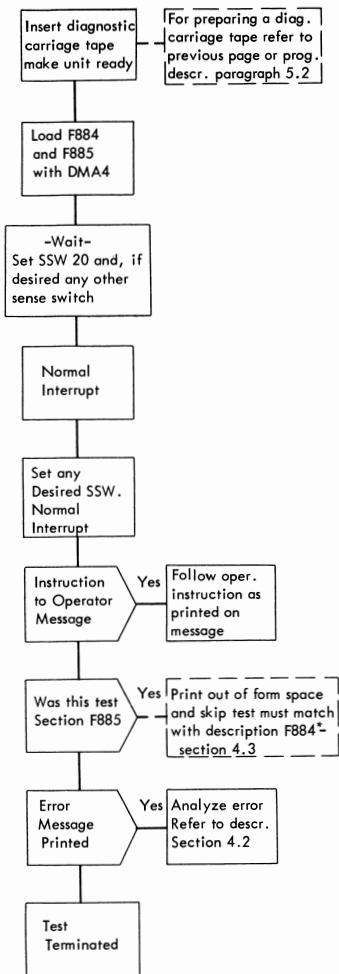 Insert diagnostic
carriage tape
make unit ready
For preparing a diag.
carriage tape refer to
previous page or prog.
descr. paragraph 5.2
Load F884
and F885
with DMA4
-Wait-
Set SSW 20 and, if
desired any other
sense switch
Normal
Interrupt
Set any
Desired SSW.
Normal
Interrupt
Instruction
to Operator
Message
Yes
Follow oper.
instruction as
printed on
message
Was this test
Section F885
Yes
Print out of form space
and skip test must match
with description F884*-
section 4.3
Error
Message
Printed
Yes
Analyze error
Refer to descr.
Section 4.2
Test
Terminated